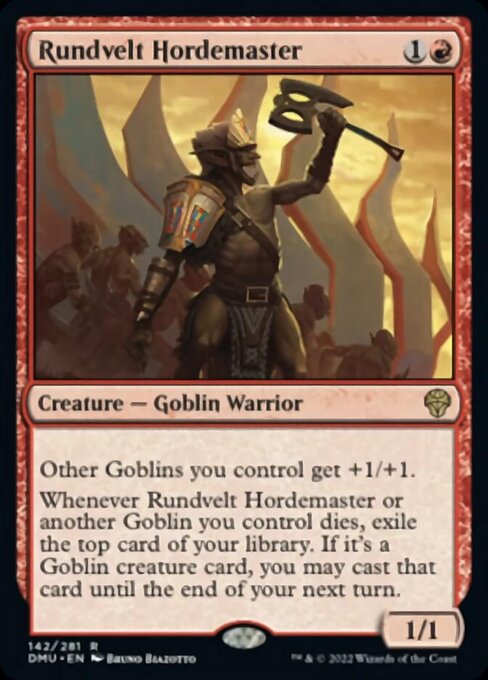 Rundvelt Hordemaster 1
Creature — Goblin Warrior
Other Goblins you control get +1/+1.
Whenever Rundvelt Hordemaster or
another Goblin you control dies, exile
the top card of your library. If it's a
Goblin creature card, you may cast that
card until the end of your next turn.
1/1
142/281 R
DMU • EN Bruno Biazotto
™ & © 2022 Wizards of the Coast